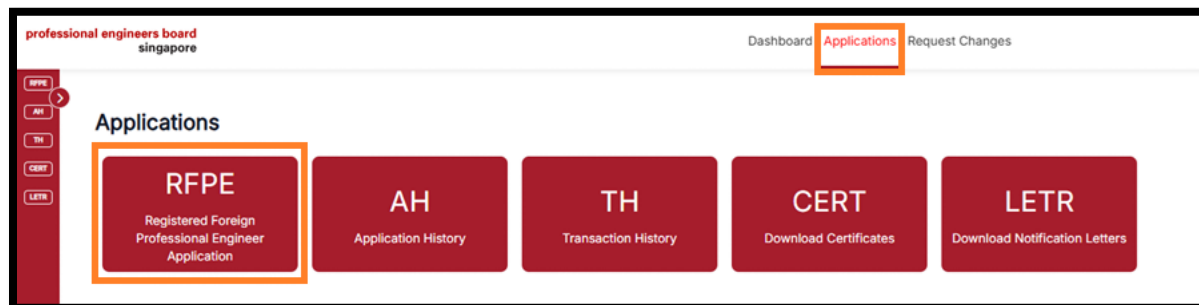 professional engineers board
singapore
Dashboard Applications Request Changes
RFPE
AH
TH
CERT
LETR
Applications
RFPE
Registered Foreign
Professional Engineer
Application
AH
Application History
TH
Transaction History
CERT
Download Certificates
LETR
Download Notification Letters